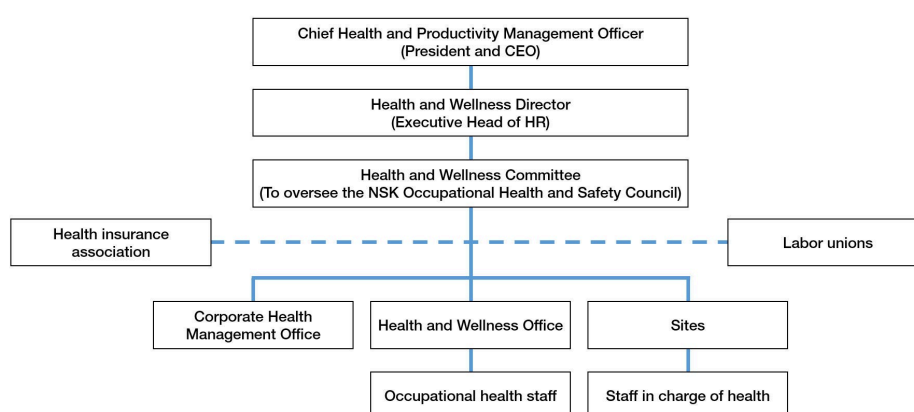 Chief Health and Productivity Management Officer
(President and CEO)
Health and Wellness Director
(Executive Head of HR)
Health and Wellness Committee
(To oversee the NSK Occupational Health and Safety Council)
Health insurance
association
Labor unions
Corporate Health
Management Office
Health and Wellness Office
Sites
Occupational health staff
Staff in charge of health